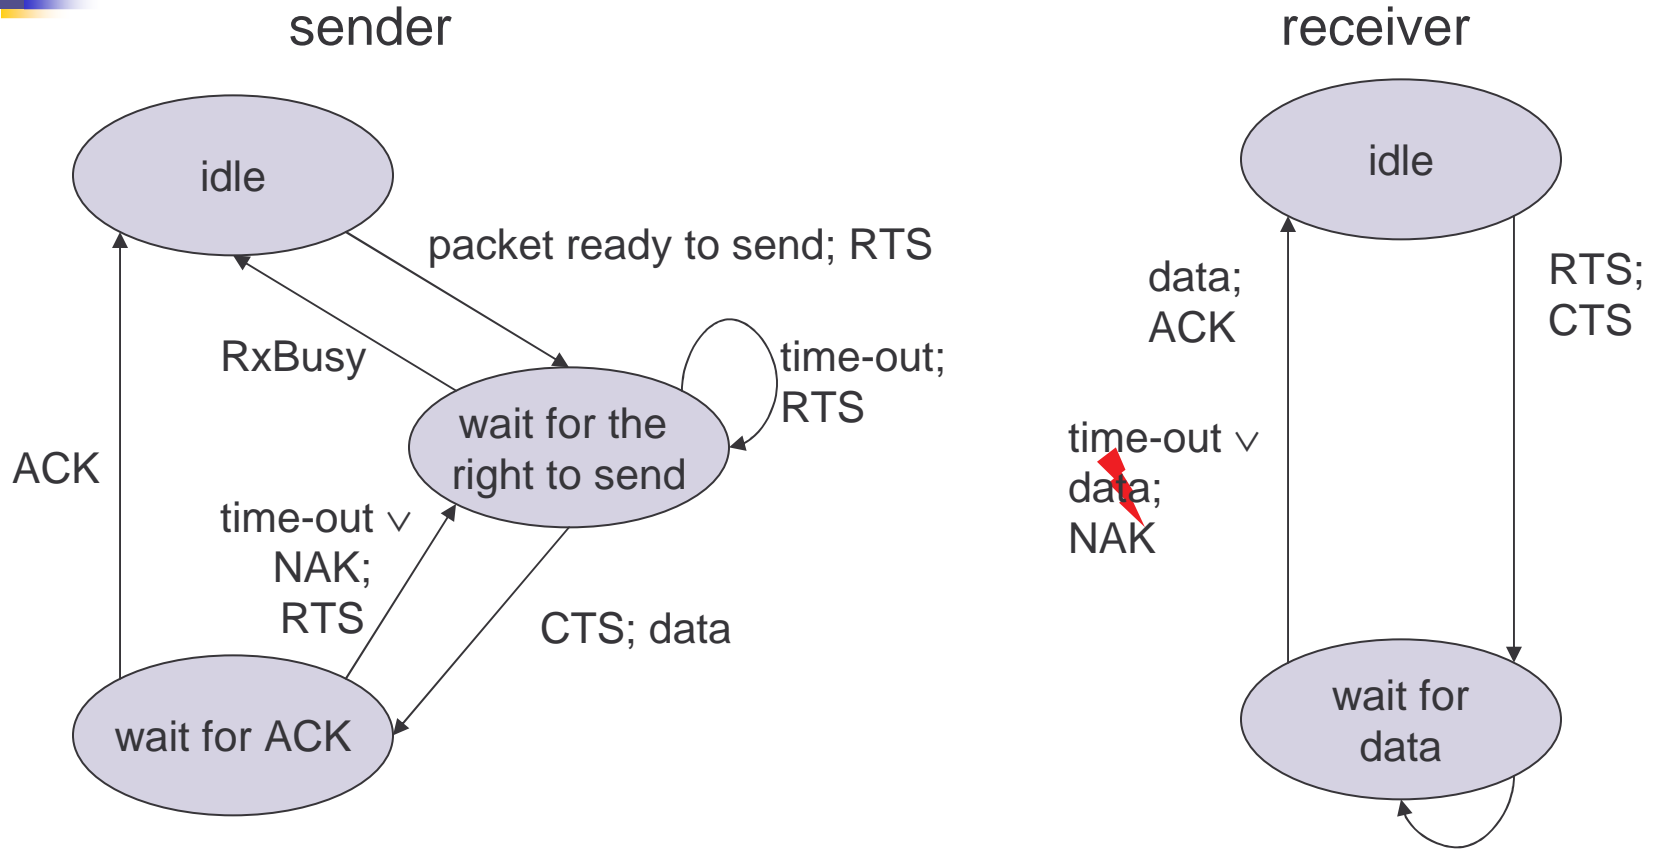 sender
receiver
idle
packet ready to send; RTS
RxBusy
time-out;
RTS
wait for the
right to send
ACK
time-out ∨
NAK;
RTS
CTS; data
wait for ACK
idle
data;
ACK
RTS;
CTS
time-out ∨
data;
NAK
wait for
data